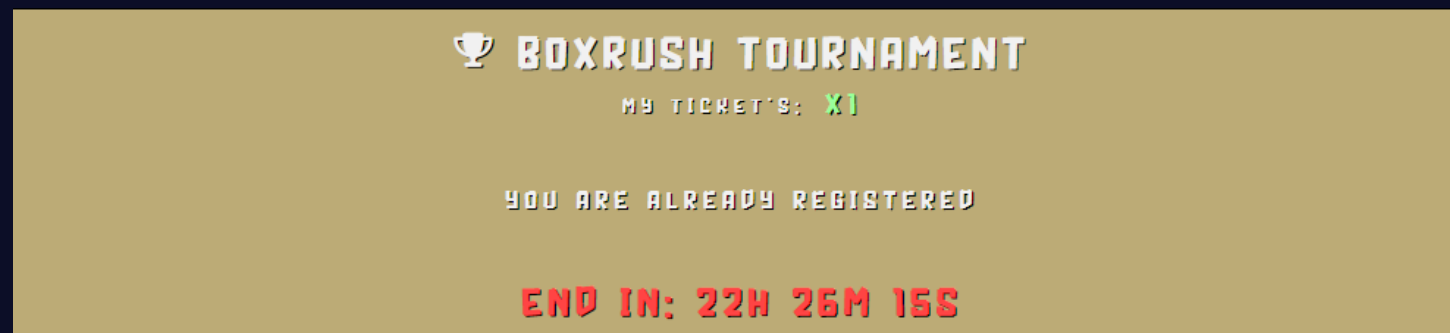 BOXRUSH TOURNAMENT
MY TICKET'S: X1
YOU ARE ALREADY REGISTERED
END IN: 22H 26M 15S